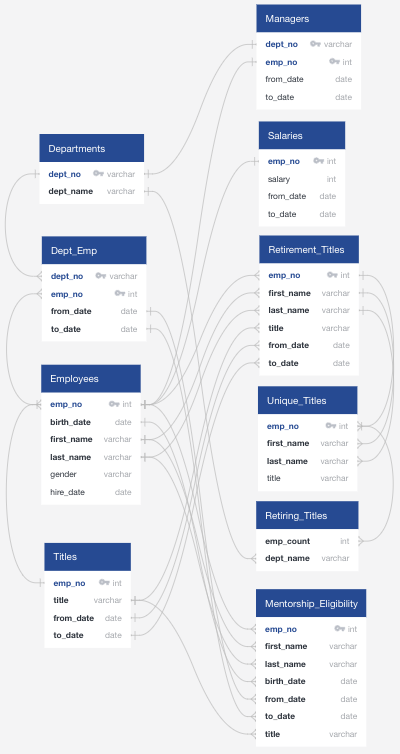 Managers
dept_no varchar
emp_no int
from_date date
to_date date
Salaries
emp_no int
salary int
from_date date
to_date date
Departments
dept_no varchar
dept_name varchar
Dept_Emp
dept_no varchar
emp_no int
from_date date
to_date date
Retirement_Titles
emp_no int
first_name varchar
last_name varchar
title varchar
from_date date
to_date date
Employees
emp_no int
birth_date date
first_name varchar
last_name varchar
gender varchar
hire_date date
Unique_Titles
emp_no int
first_name varchar
last_name varchar
title varchar
Retiring_Titles
emp_count int
dept_name varchar
Titles
emp_no int
title varchar
from_date date
to_date date
Mentorship_Eligibility
emp_no int
first_name varchar
last_name varchar
birth_date date
from_date date
to_date date
title varchar